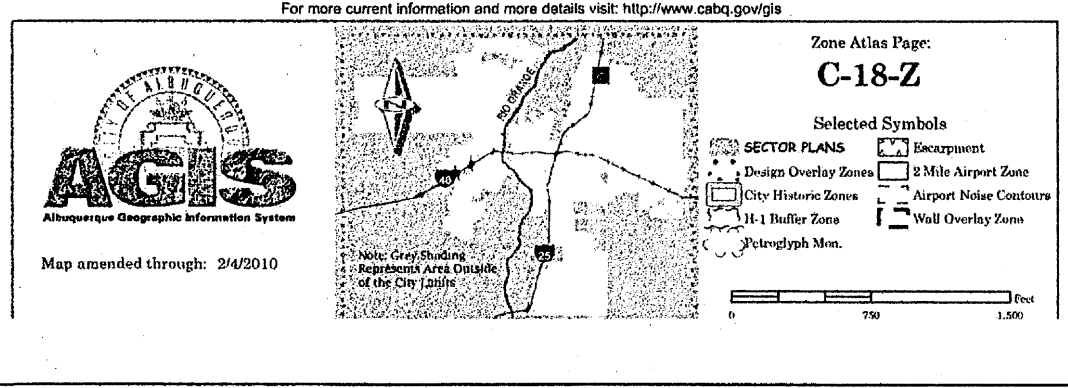 For more current information and more details visit: http://www.cabq.gov/gis
CITY OF ALBUQUERQUE
AGIS
Albuquerque Geographic Information System
Map amended through: 2/4/2010
RIO GRANDE
40
25
Note: Grey Shading
Represents Area Outside
of the City Limits
Zone Atlas Page:
C-18-Z
Selected Symbols
SECTOR PLANS
Escarpment
Design Overlay Zones
2 Mile Airport Zone
City Historic Zones
Airport Noise Contours
H-1 Buffer Zone
Wall Overlay Zone
Petroglyph Mon.
Feet
0 750 1,500